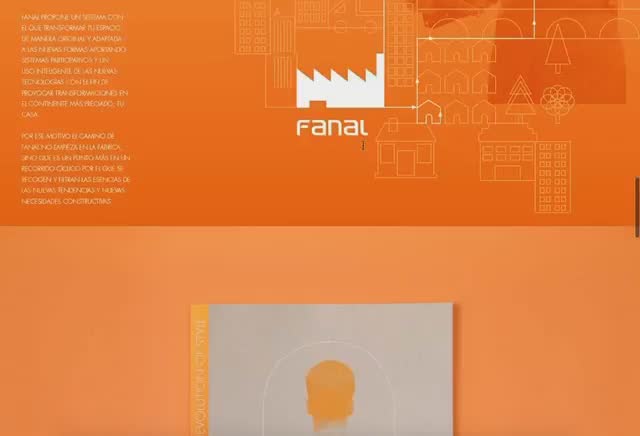 FANAL PROPONE UN SISTEMA CON
EL QUE TRANSFORMAR TU ESPACIO
DE MANERA ORIGINAL Y ADAPTADA
A LAS NUEVAS FORMAS APORTANDO
SISTEMAS PARTICIPATIVOS Y UN
USO INTELIGENTE DE LAS NUEVAS
TECNOLOGÍAS CON EL FIN DE
PROVOCAR TRANSFORMACIONES EN
EL CONTINENTE MÁS PRECIADO, TU
CASA.
POR ESE MOTIVO EL CAMINO DE
FANAL NO EMPIEZA EN LA FÁBRICA,
SINO QUE ES UN PUNTO MÁS EN UN
RECORRIDO CÍCLICO POR EL QUE SE
RECOGEN Y FILTRAN LAS ESENCIAS DE
LAS NUEVAS TENDENCIAS Y NUEVAS
NECESIDADES CONSTRUCTIVAS.
Fanal
EVOLUTION OF STYLE